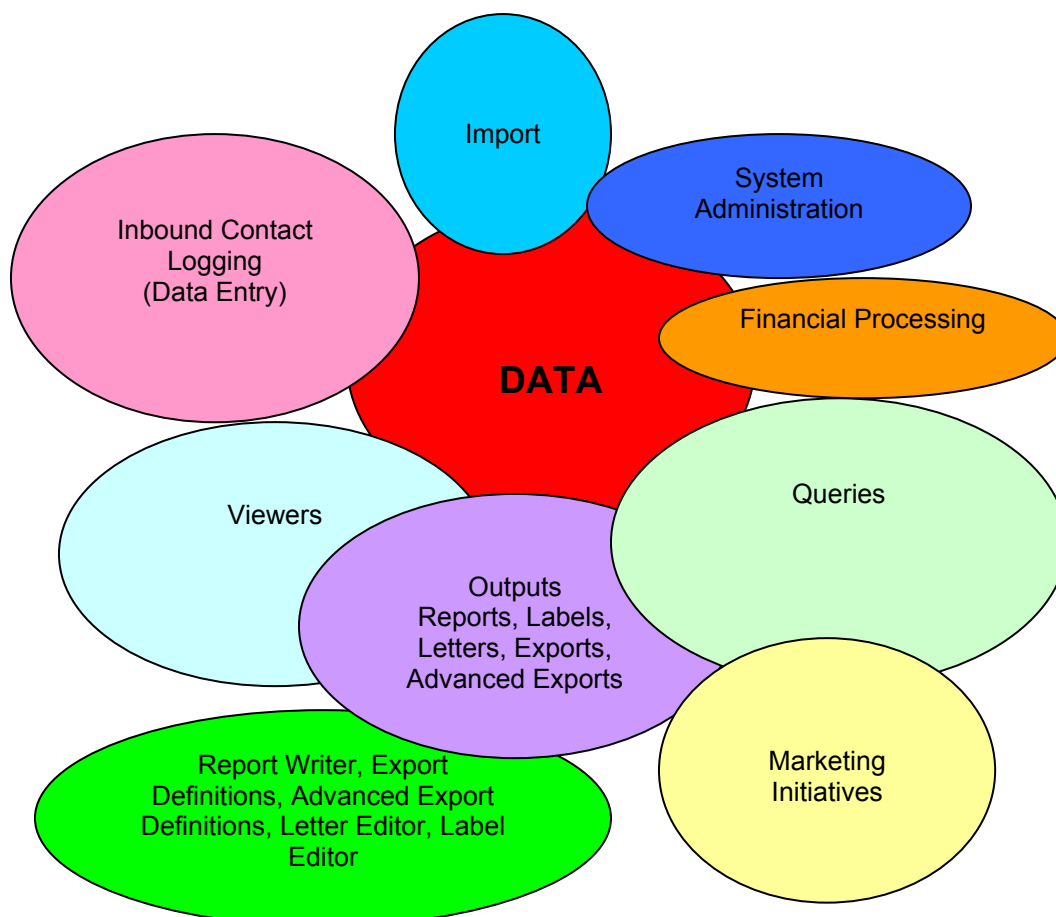 Import
System
Administration
Inbound Contact
Logging
(Data Entry)
Financial Processing
DATA
Queries
Viewers
Outputs
Reports, Labels,
Letters, Exports,
Advanced Exports
Report Writer, Export
Definitions, Advanced Export
Definitions, Letter Editor, Label
Editor
Marketing
Initiatives